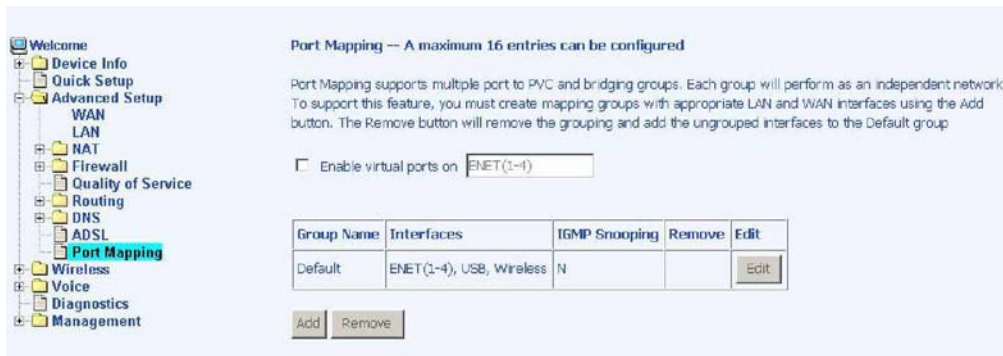 Welcome
Device Info
Quick Setup
Advanced Setup
WAN
LAN
NAT
Firewall
Quality of Service
Routing
DNS
ADSL
Port Mapping
Wireless
Voice
Diagnostics
Management
Port Mapping -- A maximum 16 entries can be configured
Port Mapping supports multiple port to PVC and bridging groups. Each group will perform as an independent network
To support this feature, you must create mapping groups with appropriate LAN and WAN interfaces using the Add
button. The Remove button will remove the grouping and add the ungrouped interfaces to the Default group
Enable virtual ports on ENET(1-4)
Group Name Interfaces IGMP Snooping Remove Edit
Default ENET(1-4), USB, Wireless N Edit
Add Remove